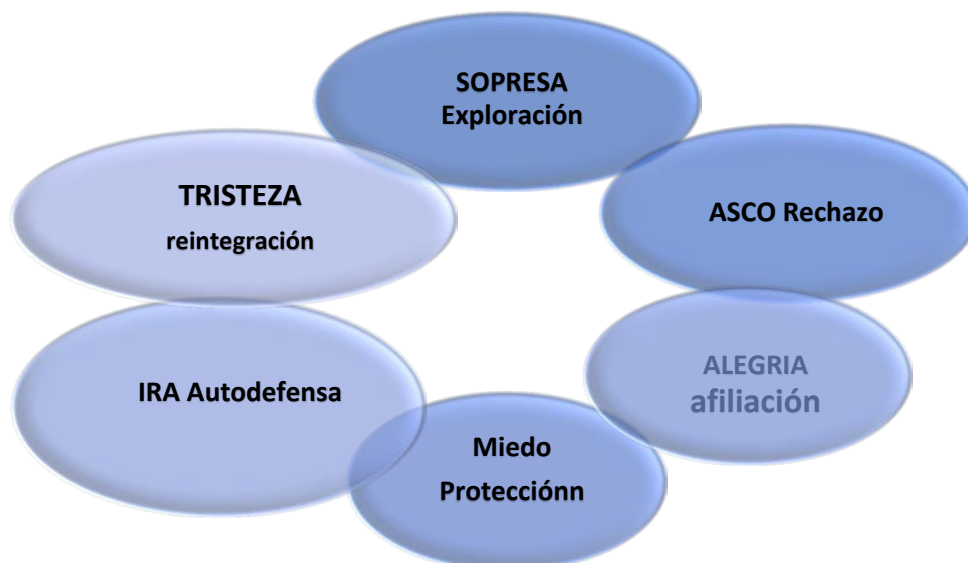 SOPRESA
Exploración
TRISTEZA
reintegración
ASCO Rechazo
IRA Autodefensa
ALEGRIA
afiliación
Miedo
Protecciónn